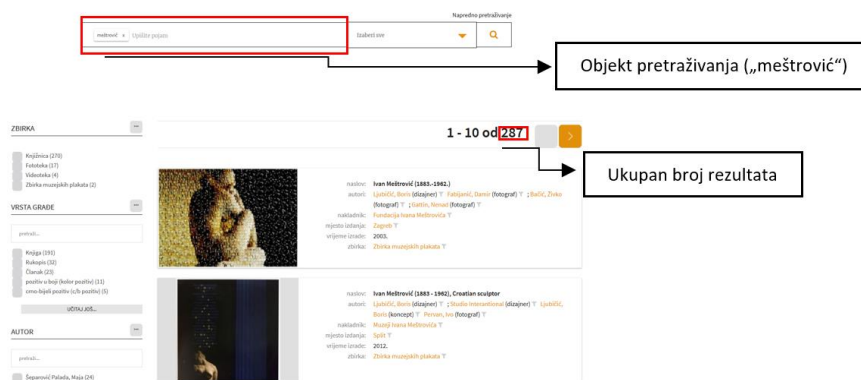 Napredno pretraživanje
meštrović x Upišite pojam
Izaberi sve
Objekt pretraživanja („meštrović“)
1 - 10 od 287
Ukupan broj rezultata
ZBIRKA
Knjižnica (270)
Fototeka (17)
Videoteka (4)
Zbirka muzejskih plakata (2)
VRSTA GRAĐE
pretraži...
Knjiga (191)
Rukopis (52)
Članak (23)
pozitiv u boji (kolor pozitiv) (11)
crno-bijeli pozitiv (c/b pozitiv) (5)
UČITAJ JOŠ...
AUTOR
pretraži...
Šeparović Palada, Maja (24)
naslov: Ivan Meštrović (1883.-1962.)
autori: Ljubičić, Boris (dizajner) ; Fabijanić, Damir (fotograf) ; Bačić, Živko
(fotograf) ; Gattin, Nenad (fotograf)
nakladnik: Fundacija Ivana Meštrovića
mjesto izdanja: Zagreb
vrijeme izrade: 2003.
zbirka: Zbirka muzejskih plakata
naslov: Ivan Meštrović (1883 - 1962), Croatian sculptor
autori: Ljubičić, Boris (dizajner) ; Studio International (dizajner) Ljubičić,
Boris (koncept) Pervan, Ivo (fotograf)
nakladnik: Muzeji Ivana Meštrovića
mjesto izdanja: Split
vrijeme izrade: 2012.
zbirka: Zbirka muzejskih plakata